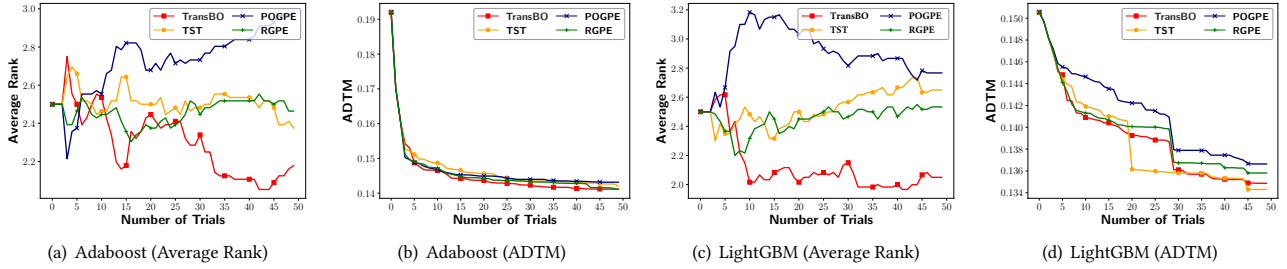 3.0
2.8
2.6
2.4
2.2
Average Rank
TransBO
TST
POGPE
RGPE
0 5 10 15 20 25 30 35 40 45 50
Number of Trials
(a) Adaboost (Average Rank)
0.19
0.18
0.17
0.16
0.15
0.14
ADTM
TransBO
TST
POGPE
RGPE
0 5 10 15 20 25 30 35 40 45 50
Number of Trials
(b) Adaboost (ADTM)
3.2
3.0
2.8
2.6
2.4
2.2
2.0
Average Rank
TransBO
TST
POGPE
RGPE
0 5 10 15 20 25 30 35 40 45 50
Number of Trials
(c) LightGBM (Average Rank)
0.150
0.148
0.146
0.144
0.142
0.140
0.138
0.136
0.134
ADTM
TransBO
TST
POGPE
RGPE
0 5 10 15 20 25 30 35 40 45 50
Number of Trials
(d) LightGBM (ADTM)